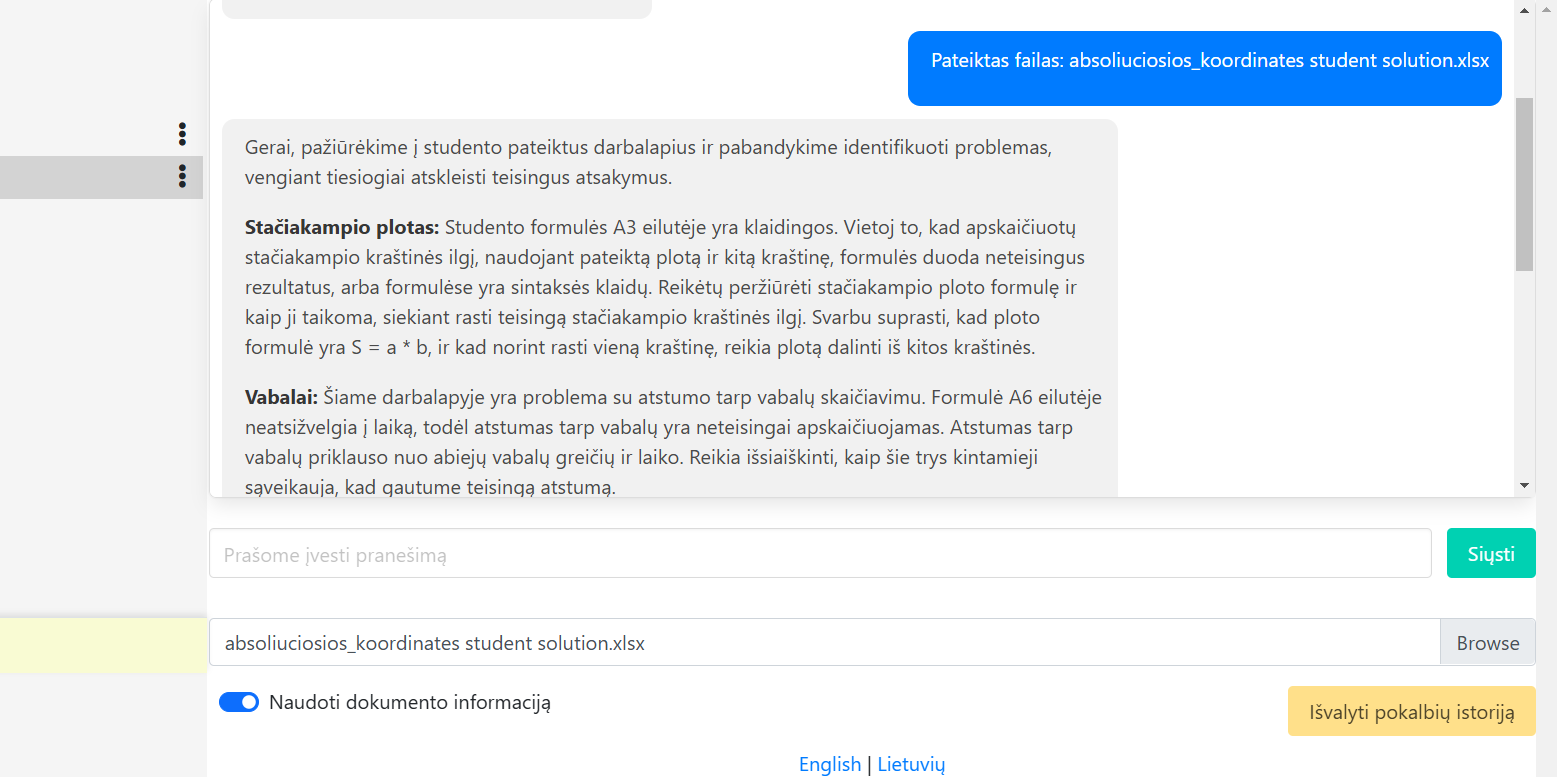 Pateiktas failas: absoliuciosios_koordinates student solution.xlsx
Gerai, pažiūrėkime į studento pateiktus darbalapius ir pabandykime identifikuoti problemas,
vengiant tiesiogiai atskleisti teisingus atsakymus.
Stačiakampio plotas: Studento formulės A3 eilutėje yra klaidingos. Vietoj to, kad apskaičiuotų
stačiakampio kraštinės ilgį, naudojant pateiktą plotą ir kitą kraštinę, formulės duoda neteisingus
rezultatus, arba formulėse yra sintaksės klaidų. Reikėtų peržiūrėti stačiakampio ploto formulę ir
kaip ji taikoma, siekiant rasti teisingą stačiakampio kraštinės ilgį. Svarbu suprasti, kad ploto
formulė yra S = a * b, ir kad norint rasti vieną kraštinę, reikia plotą dalinti iš kitos kraštinės.
Vabalai: Šiame darbalapyje yra problema su atstumo tarp vabalų skaičiavimu. Formulė A6 eilutėje
neatsižvelgia į laiką, todėl atstumas tarp vabalų yra neteisingai apskaičiuojamas. Atstumas tarp
vabalų priklauso nuo abiejų vabalų greičių ir laiko. Reikia išsiaiškinti, kaip šie trys kintamieji
sąveikauja, kad gautume teisingą atstumą.
Prašome įvesti pranešimą
Siųsti
absoliuciosios_koordinates student solution.xlsx
Browse
Naudoti dokumento informaciją
Išvalyti pokalbių istoriją
English | Lietuvių